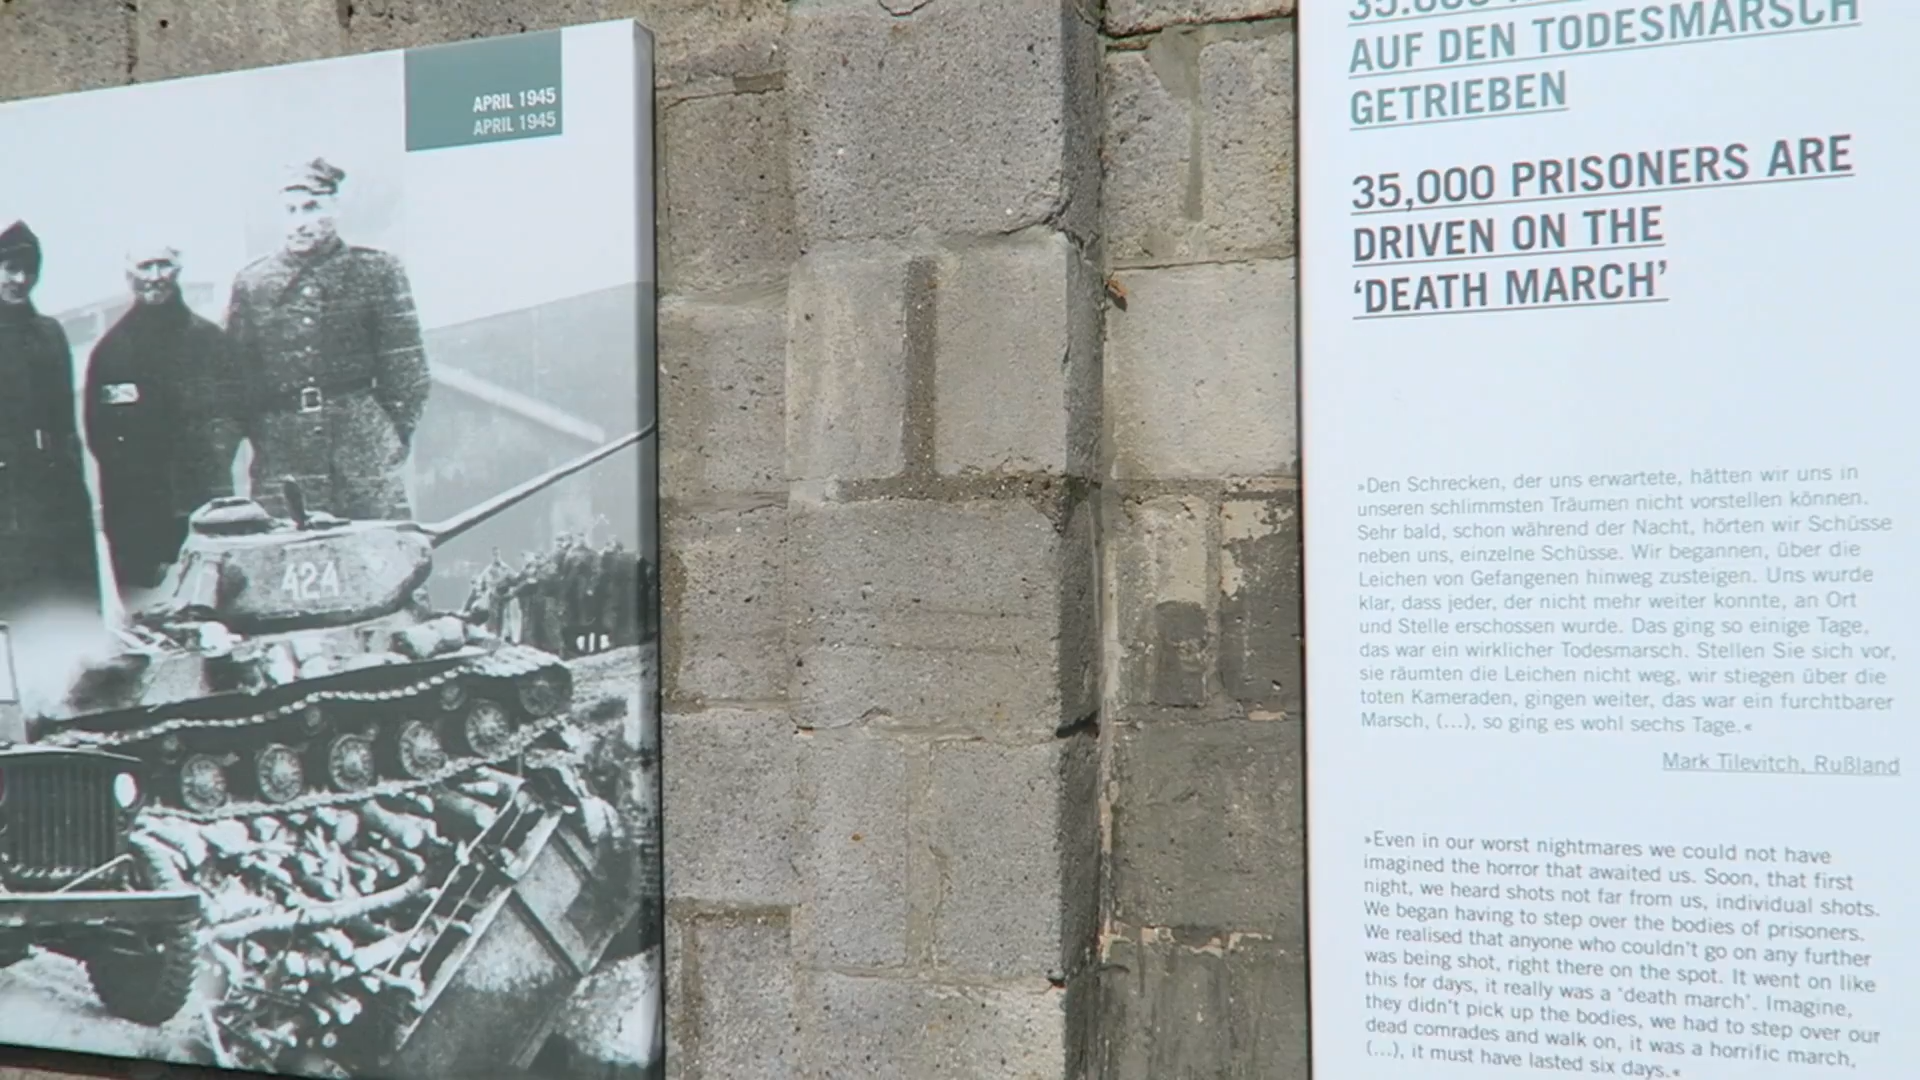 APRIL 1945
APRIL 1945
424
AUF DEN TODESMARSCH
GETRIEBEN
35,000 PRISONERS ARE
DRIVEN ON THE
‘DEATH MARCH’
»Den Schrecken, der uns erwartete, hätten wir uns in
unseren schlimmsten Träumen nicht vorstellen können.
Sehr bald, schon während der Nacht, hörten wir Schüsse
neben uns, einzelne Schüsse. Wir begannen, über die
Leichen von Gefangenen hinweg zusteigen. Uns wurde
klar, dass jeder, der nicht mehr weiter konnte, an Ort
und Stelle erschossen wurde. Das ging so einige Tage,
das war ein wirklicher Todesmarsch. Stellen Sie sich vor,
sie räumten die Leichen nicht weg, wir stiegen über die
toten Kameraden, gingen weiter, das war ein furchtbarer
Marsch, (...), so ging es wohl sechs Tage.«
Mark Tilevitch, Rußland
»Even in our worst nightmares we could not have
imagined the horror that awaited us. Soon, that first
night, we heard shots not far from us, individual shots.
We began having to step over the bodies of prisoners.
We realised that anyone who couldn't go on any further
was being shot, right there on the spot. It went on like
this for days, it really was a 'death march'. Imagine,
they didn't pick up the bodies, we had to step over our
dead comrades and walk on, it was a horrific march,
(...), it must have lasted six days.«